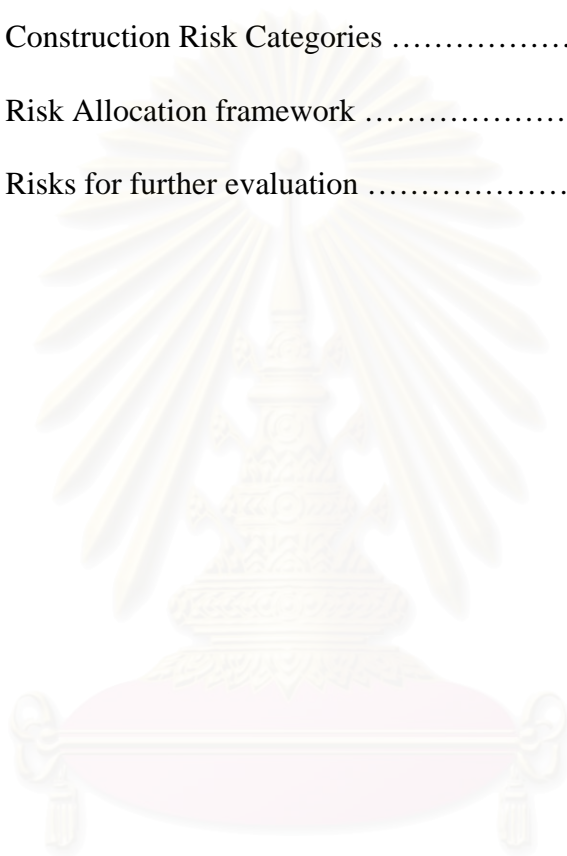 Construction Risk Categories ………………
Risk Allocation framework …………………
Risks for further evaluation …………………